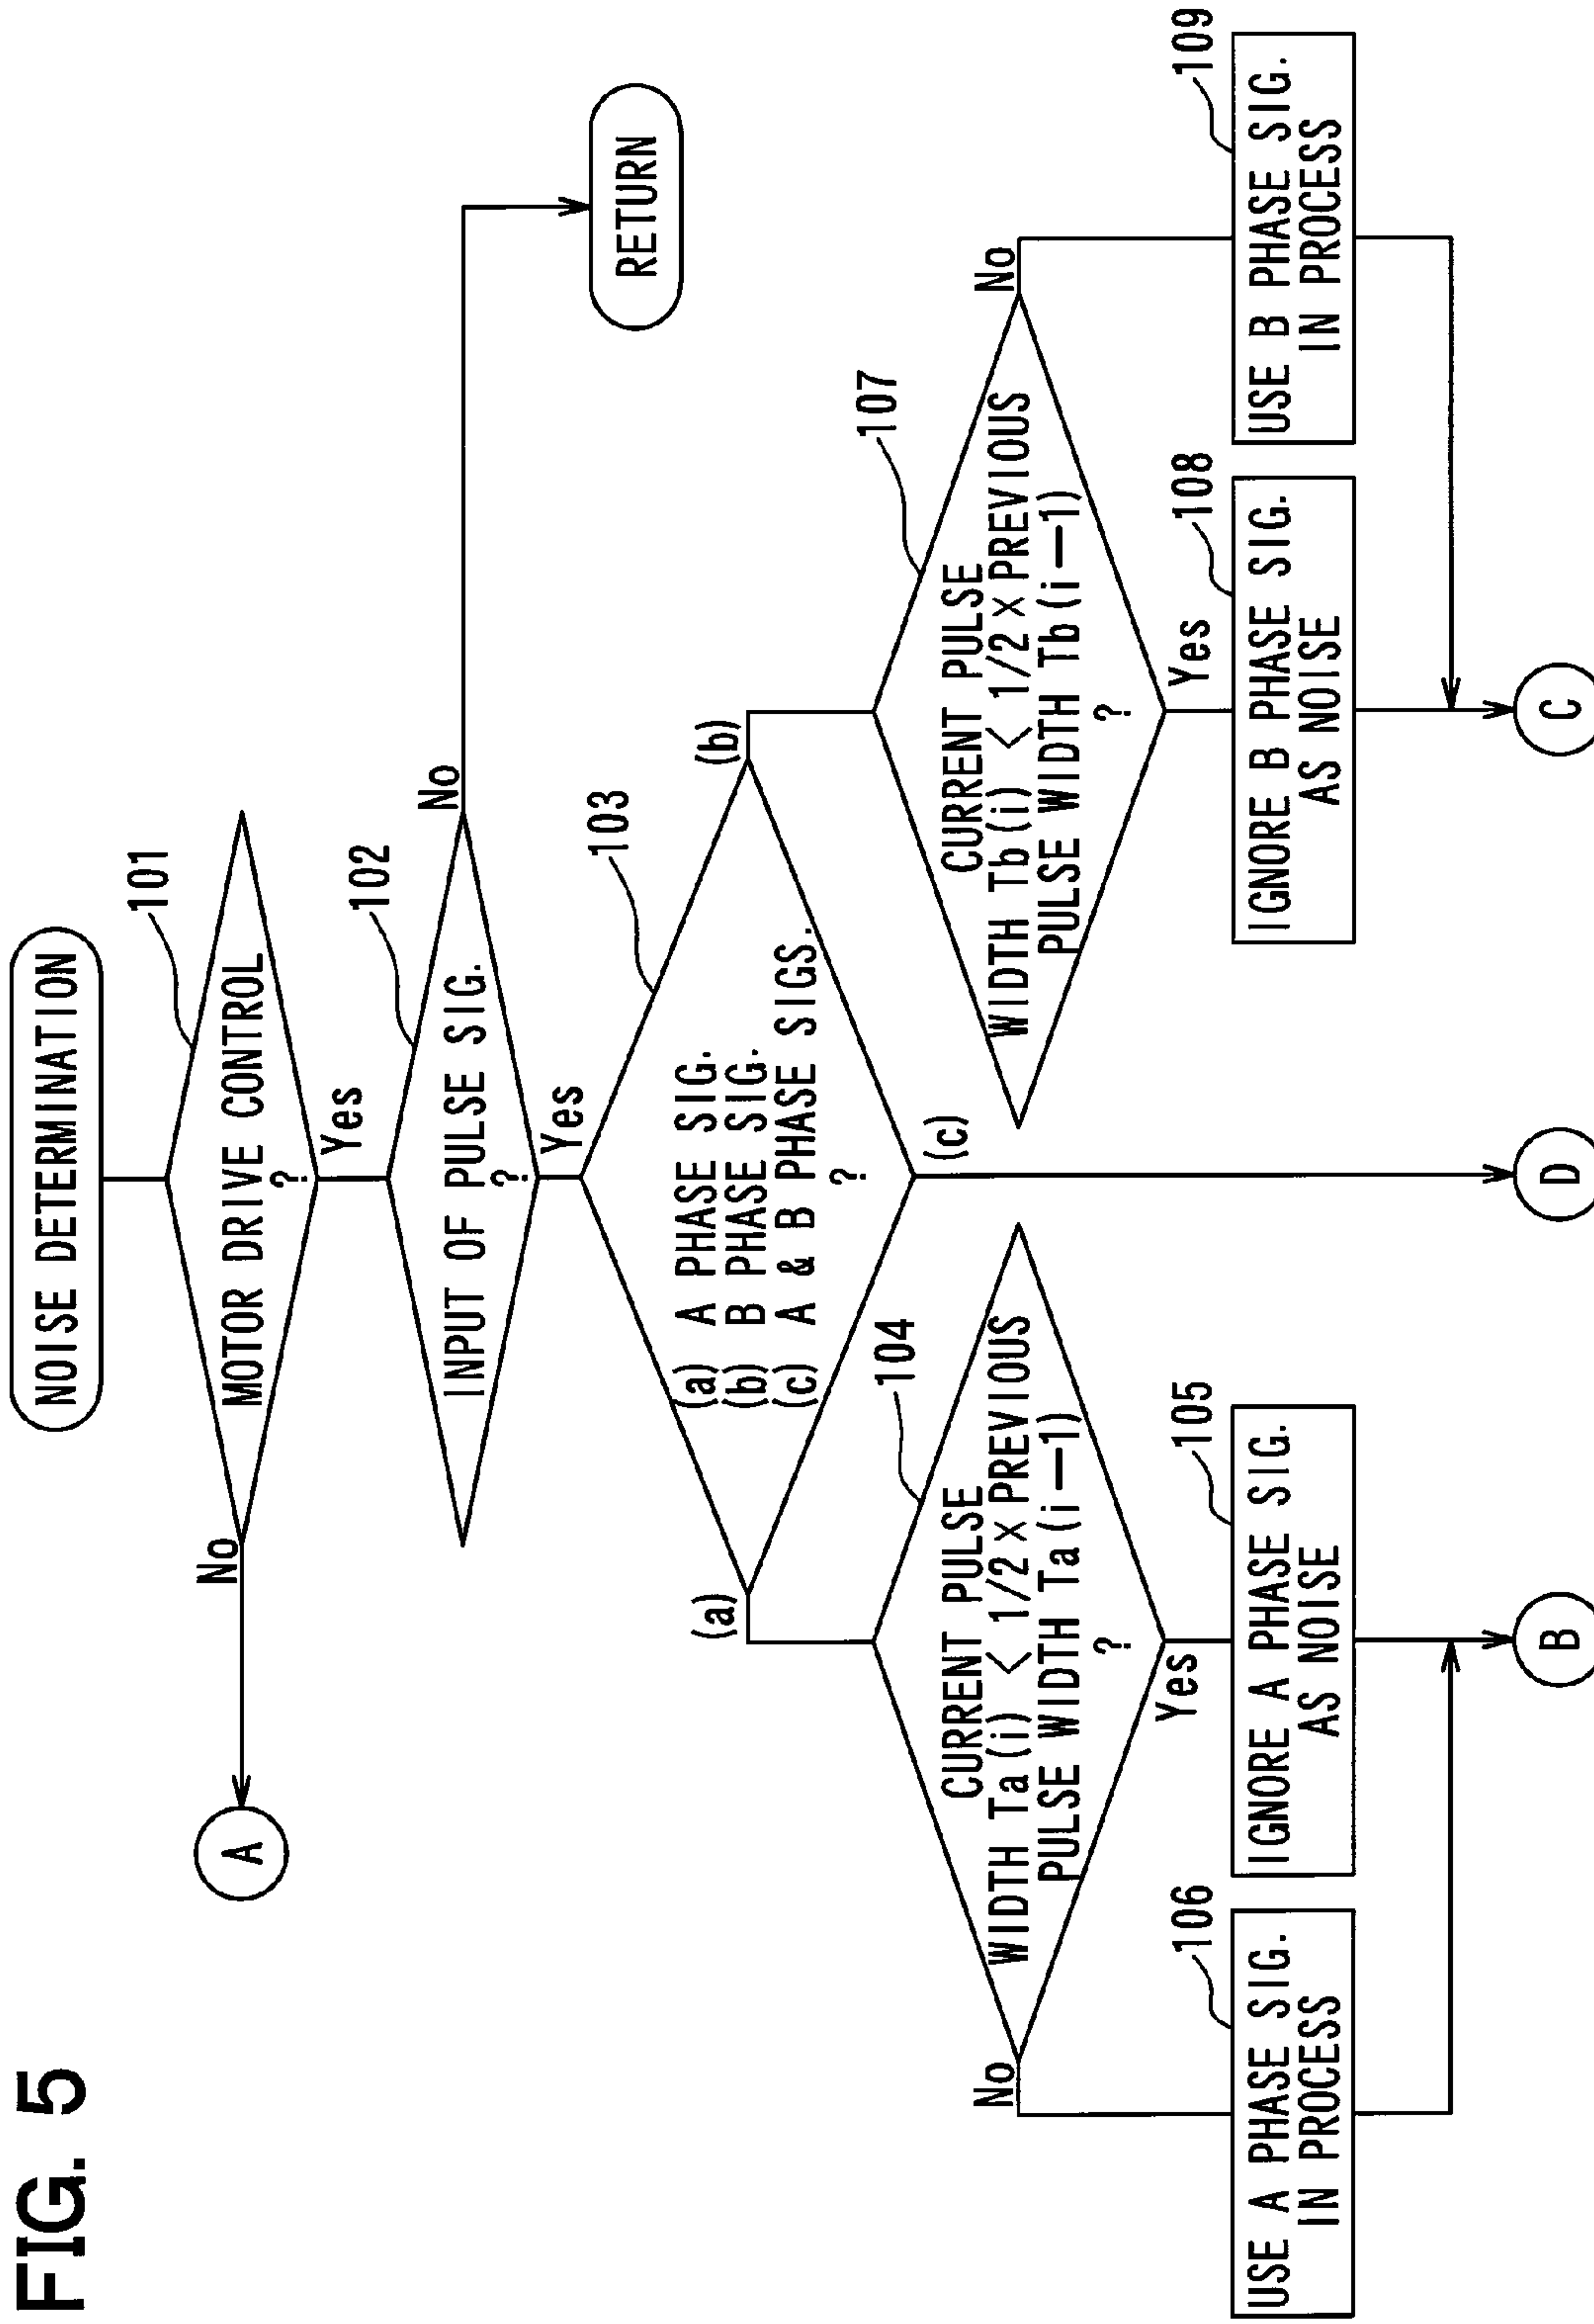 FIG. 5
NOISE DETERMINATION
101
MOTOR DRIVE CONTROL
?
No
A
Yes
102
INPUT OF PULSE SIG.
?
No
RETURN
Yes
103
(a) A PHASE SIG.
(b) B PHASE SIG.
(c) A & B PHASE SIGS.
?
(a)
(b)
(c)
104
CURRENT PULSE
WIDTH Ta(i) < 1/2×PREVIOUS
PULSE WIDTH Ta(i—1)
?
No
Yes
107
CURRENT PULSE
WIDTH Tb(i) < 1/2×PREVIOUS
PULSE WIDTH Tb(i—1)
?
No
Yes
106
USE A PHASE SIG.
IN PROCESS
105
IGNORE A PHASE SIG.
AS NOISE
108
IGNORE B PHASE SIG.
AS NOISE
109
USE B PHASE SIG.
IN PROCESS
B
D
C